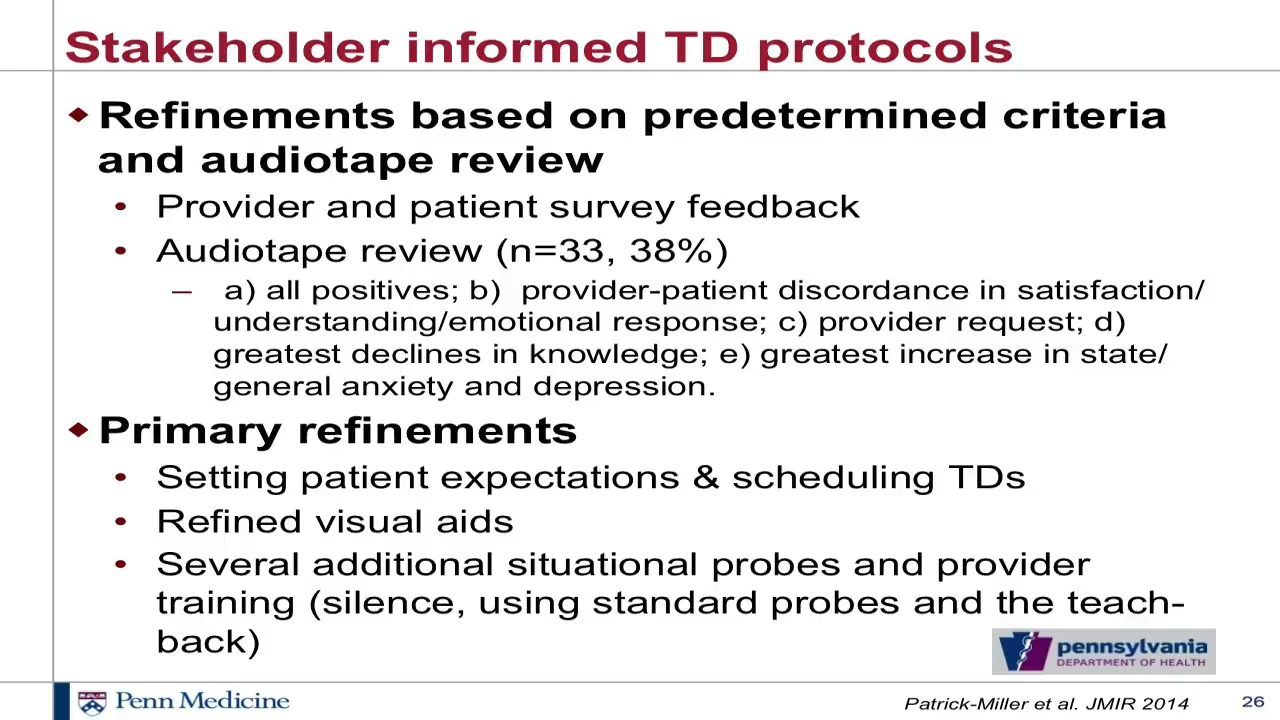 Stakeholder informed TD protocols
Refinements based on predetermined criteria
and audiotape review
• Provider and patient survey feedback
• Audiotape review (n=33, 38%)
– a) all positives; b) provider-patient discordance in satisfaction/
understanding/emotional response; c) provider request; d)
greatest declines in knowledge; e) greatest increase in state/
general anxiety and depression.
Primary refinements
• Setting patient expectations & scheduling TDs
• Refined visual aids
• Several additional situational probes and provider
training (silence, using standard probes and the teach-
back)
pennsylvania
DEPARTMENT OF HEALTH
Penn Medicine
Patrick-Miller et al. JMIR 2014
26